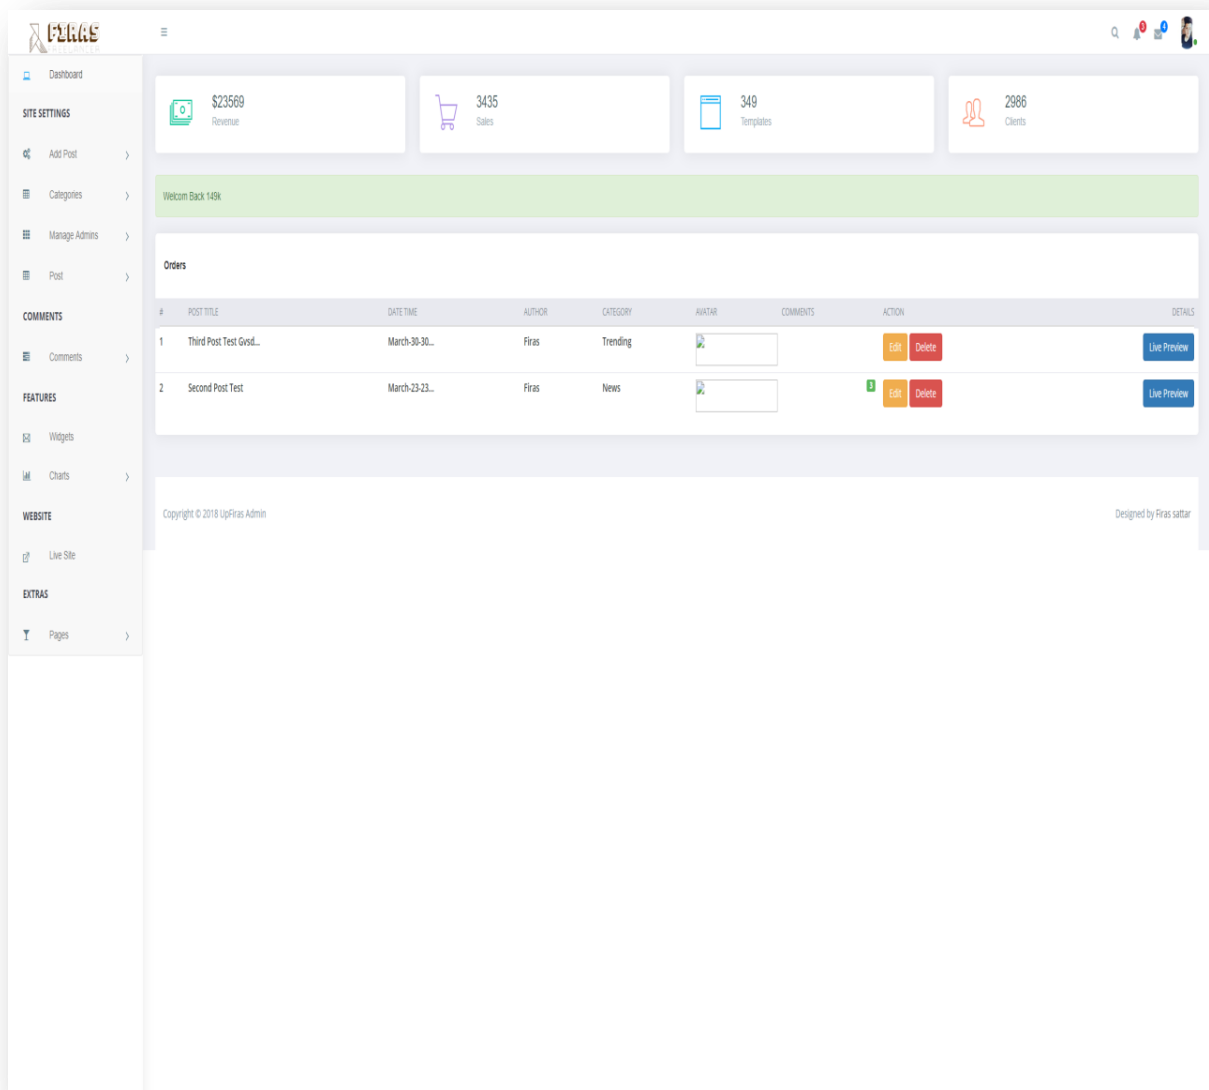 FIRAS
FREELANCER
3
4
Dashboard
SITE SETTINGS
Add Post
Categories
Manage Admins
Post
COMMENTS
Comments
FEATURES
Widgets
Charts
WEBSITE
Live Site
EXTRAS
Pages
$23569
Revenue
3435
Sales
349
Templates
2986
Clients
Welcom Back 149k
Orders
# POST TITLE DATE TIME AUTHOR CATEGORY AVATAR COMMENTS ACTION DETAILS
1 Third Post Test Gvsd... March-30-30... Firas Trending Edit Delete Live Preview
2 Second Post Test March-23-23... Firas News 3 Edit Delete Live Preview
Copyright © 2018 UpFiras Admin
Designed by Firas sattar